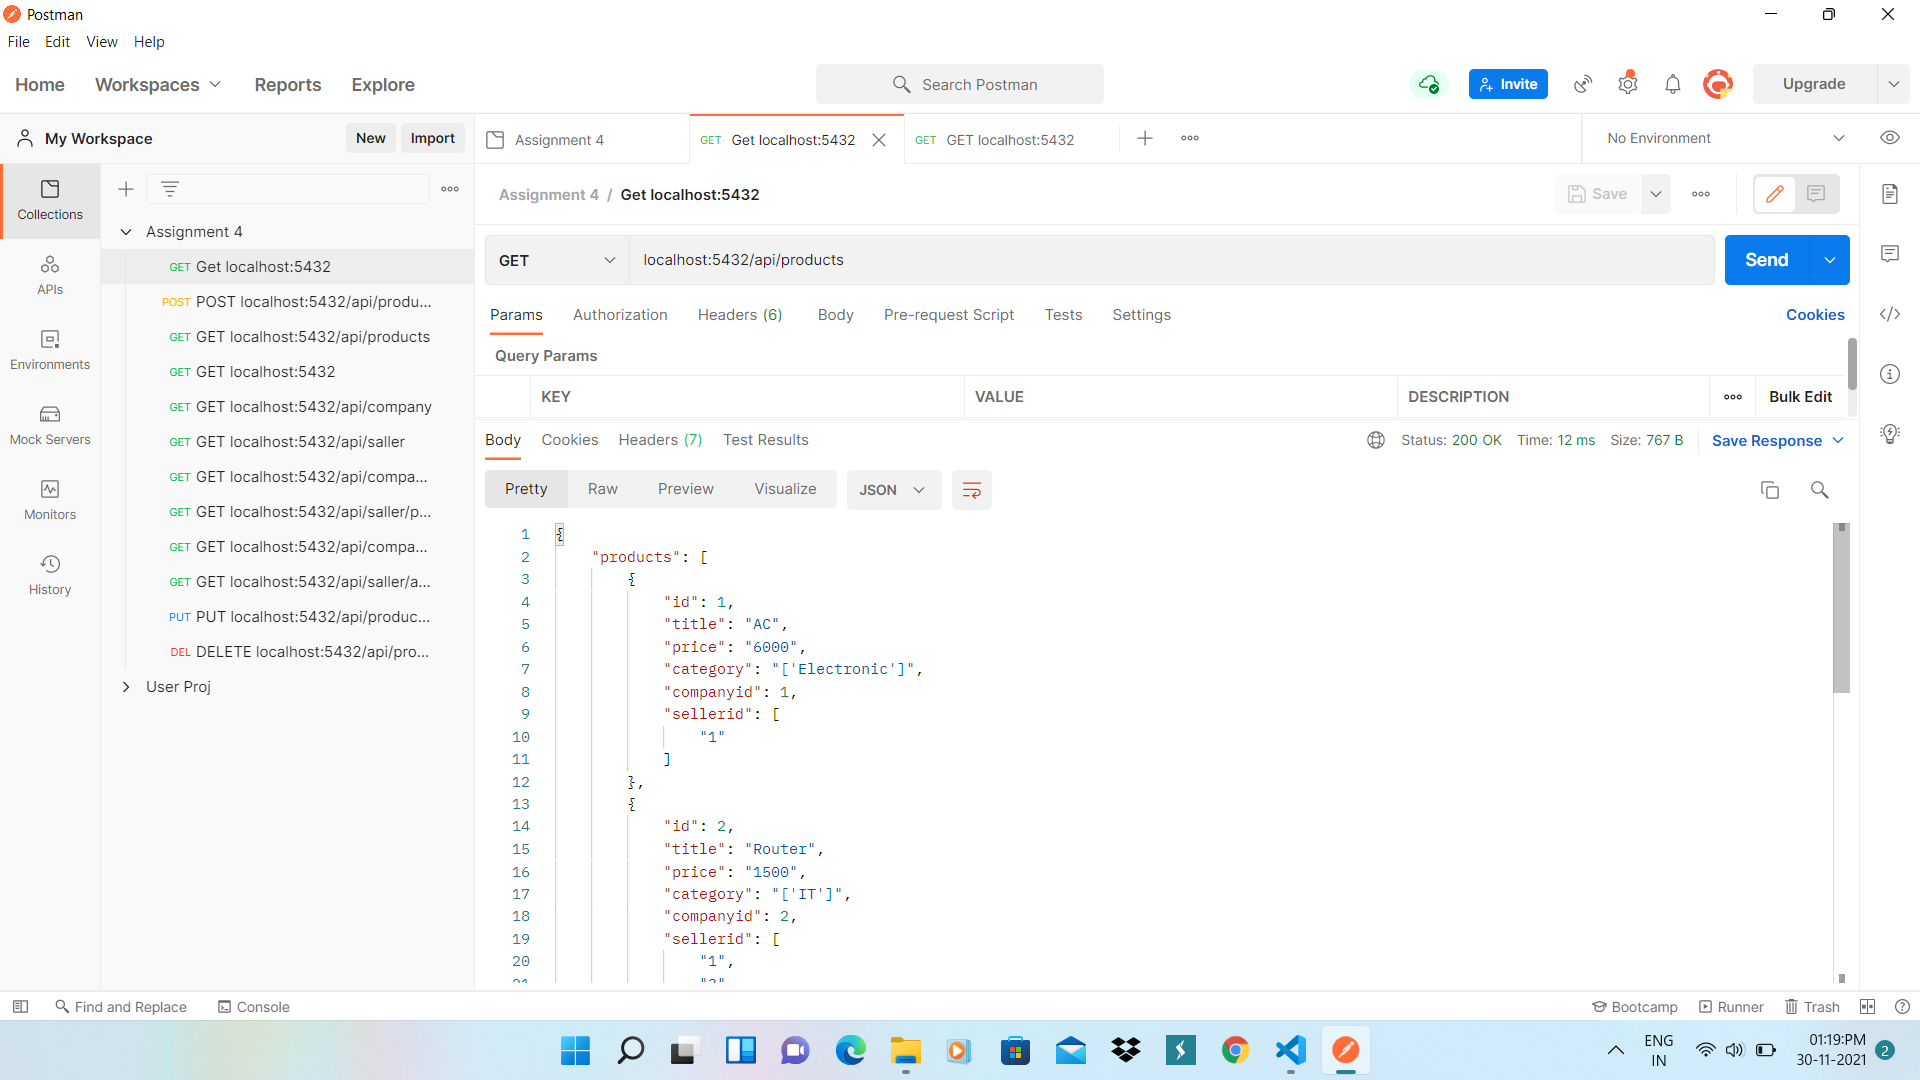 Postman
File Edit View Help
Home Workspaces Reports Explore
Search Postman
Invite
Upgrade
My Workspace
New Import
Assignment 4
GET Get localhost:5432
GET GET localhost:5432
No Environment
Collections
APIs
Environments
Mock Servers
Monitors
History
Assignment 4
GET Get localhost:5432
POST POST localhost:5432/api/produ...
GET GET localhost:5432/api/products
GET GET localhost:5432
GET GET localhost:5432/api/company
GET GET localhost:5432/api/saller
GET GET localhost:5432/api/compa...
GET GET localhost:5432/api/saller/p...
GET GET localhost:5432/api/compa...
GET GET localhost:5432/api/saller/a...
PUT PUT localhost:5432/api/produc...
DEL DELETE localhost:5432/api/pro...
User Proj
Assignment 4 / Get localhost:5432
Save
GET localhost:5432/api/products
Send
Params Authorization Headers (6) Body Pre-request Script Tests Settings
Cookies
Query Params
KEY VALUE DESCRIPTION
Bulk Edit
Body Cookies Headers (7) Test Results
Status: 200 OK Time: 12 ms Size: 767 B
Save Response
Pretty Raw Preview Visualize
JSON
1 {
2 "products": [
3 {
4 "id": 1,
5 "title": "AC",
6 "price": "6000",
7 "category": "['Electronic']",
8 "companyid": 1,
9 "sellerid": [
10 "1"
11 ]
12 },
13 {
14 "id": 2,
15 "title": "Router",
16 "price": "1500",
17 "category": "['IT']",
18 "companyid": 2,
19 "sellerid": [
20 "1",
21
Find and Replace Console
Bootcamp Runner Trash
ENG
IN
01:19:PM
30-11-2021
2